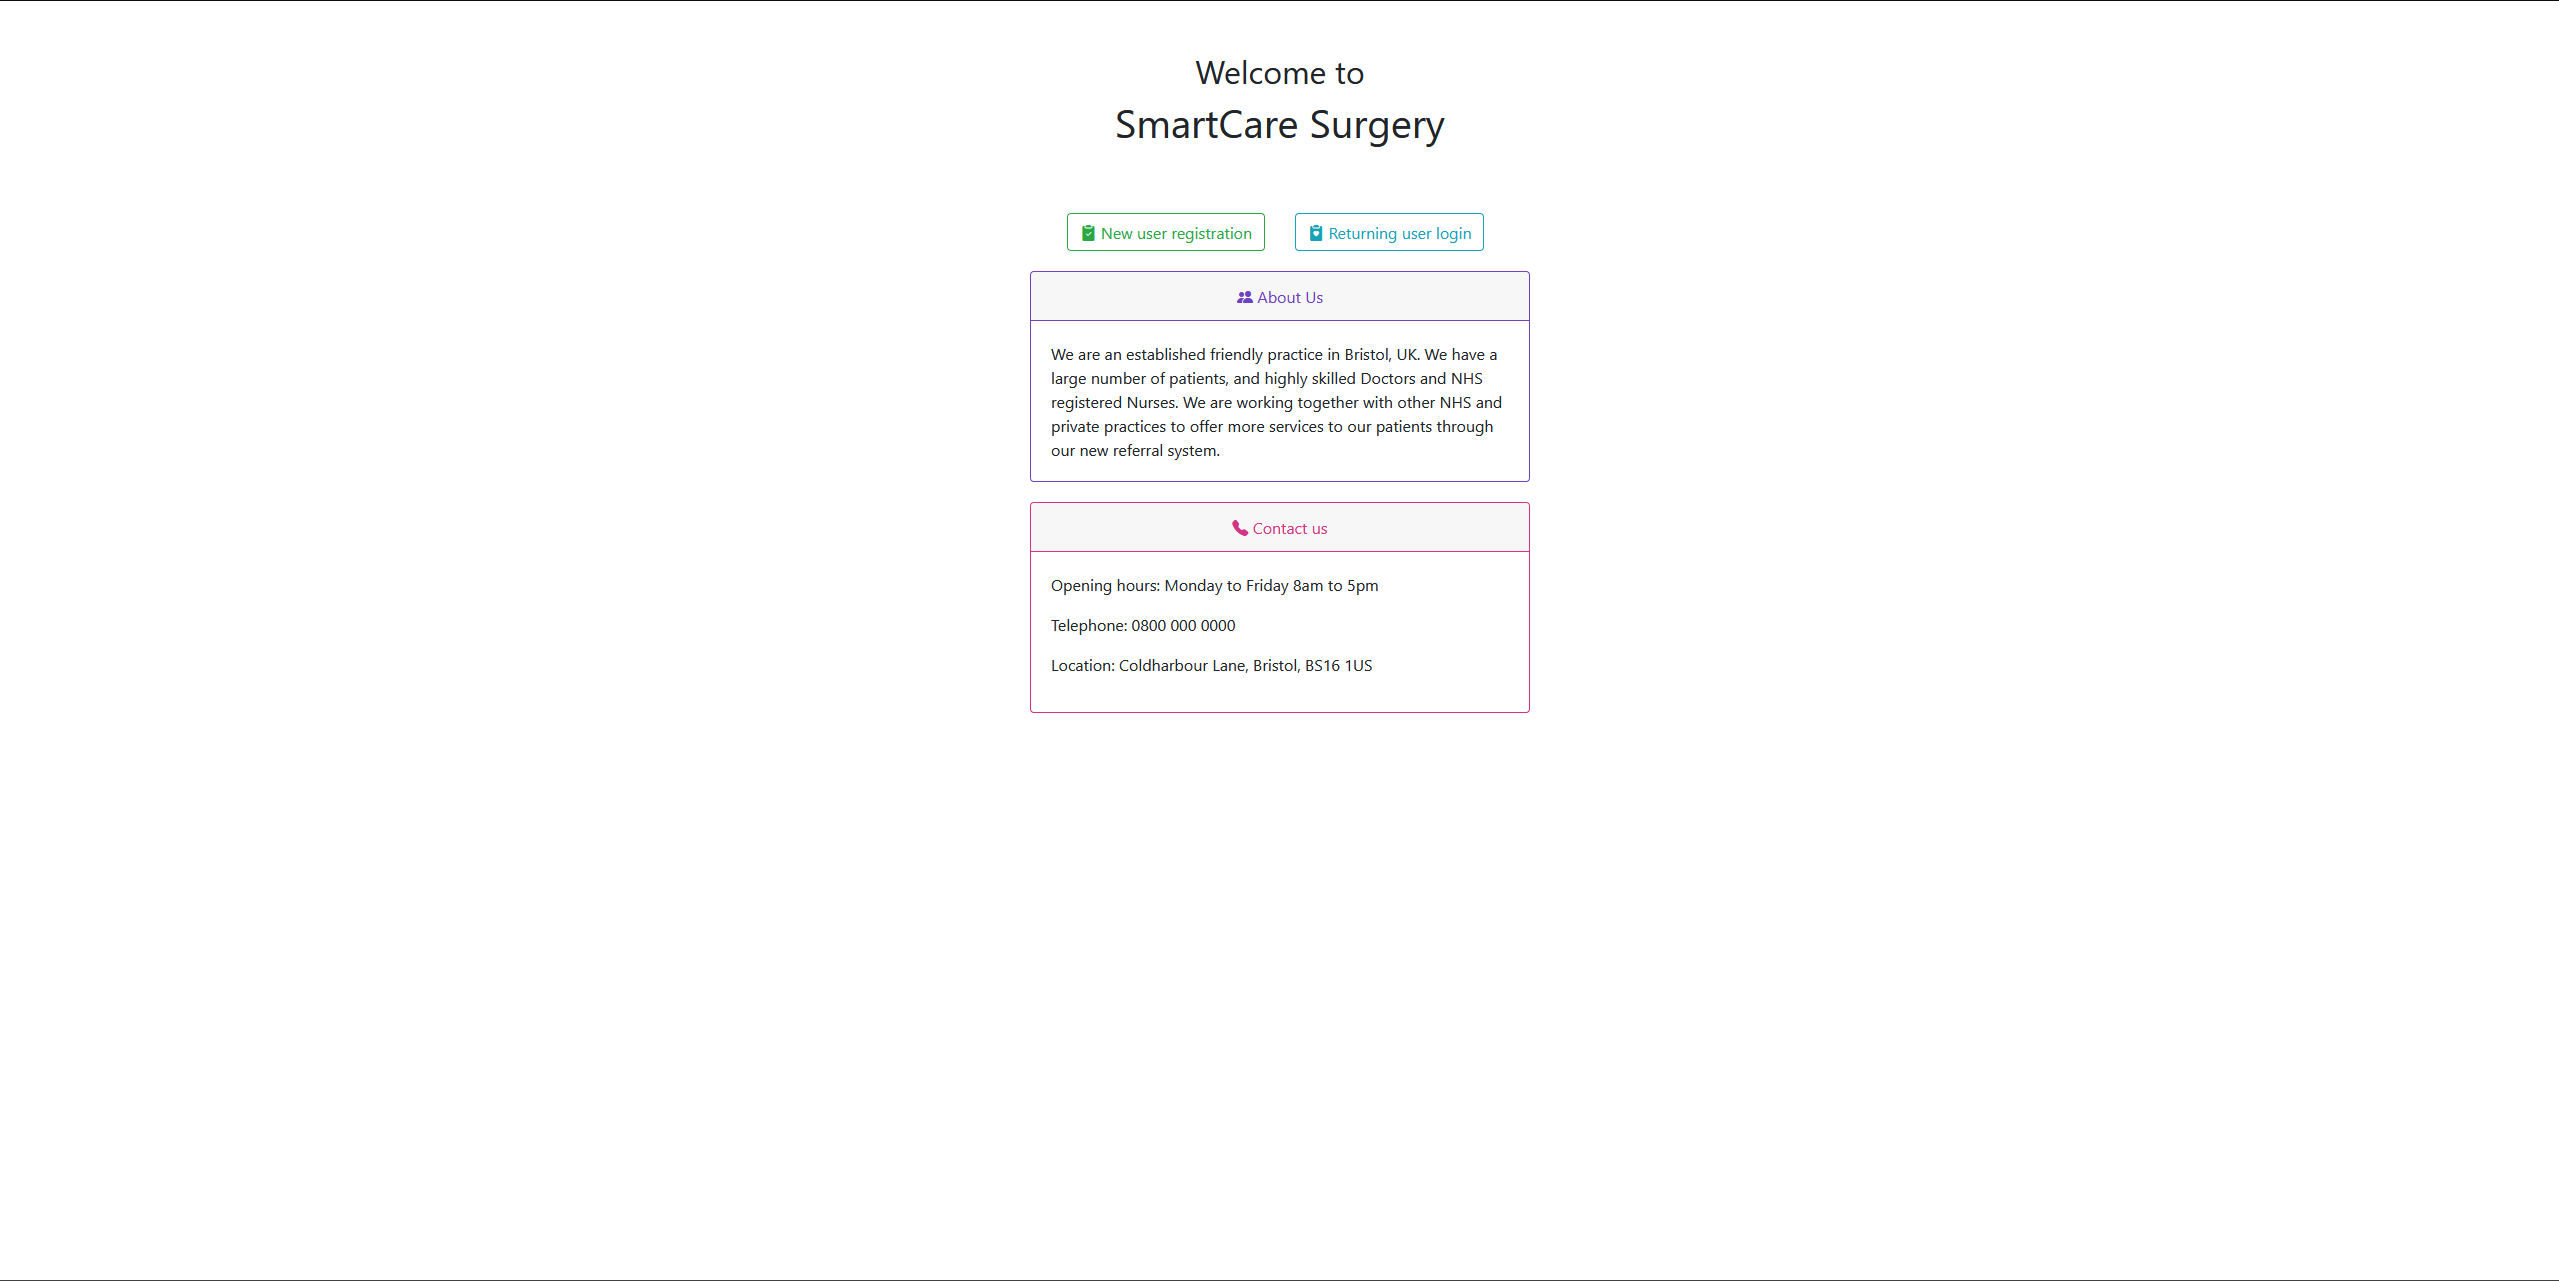 Welcome to
SmartCare Surgery
New user registration
Returning user login
About Us
We are an established friendly practice in Bristol, UK. We have a
large number of patients, and highly skilled Doctors and NHS
registered Nurses. We are working together with other NHS and
private practices to offer more services to our patients through
our new referral system.
Contact us
Opening hours: Monday to Friday 8am to 5pm
Telephone: 0800 000 0000
Location: Coldharbour Lane, Bristol, BS16 1US